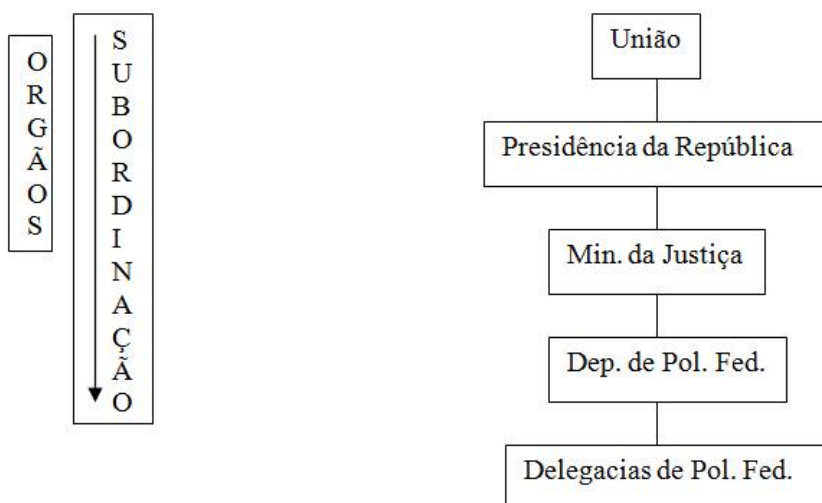 ORGÃOS
SUBORDINAÇÃO
União
Presidência da República
Min. da Justiça
Dep. de Pol. Fed.
Delegacias de Pol. Fed.